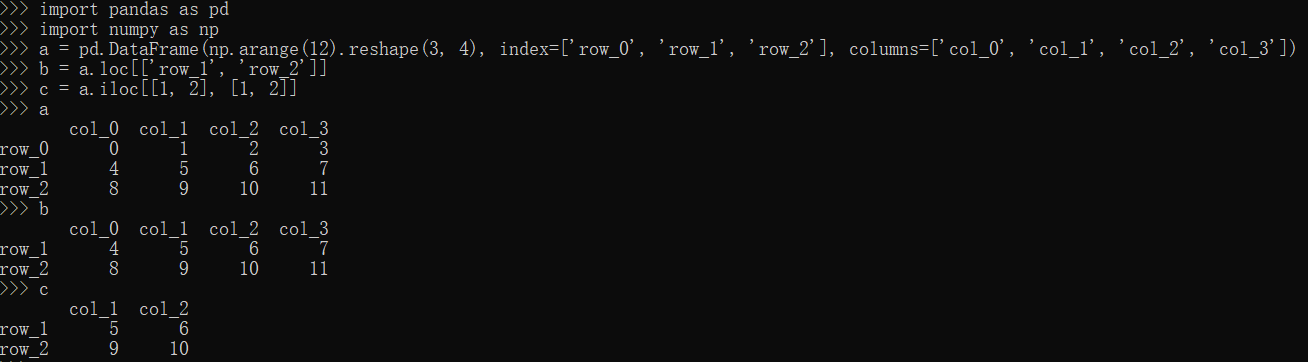 >>> import pandas as pd
>>> import numpy as np
>>> a = pd.DataFrame(np.arange(12).reshape(3, 4), index=['row_0', 'row_1', 'row_2'], columns=['col_0', 'col_1', 'col_2', 'col_3'])
>>> b = a.loc[['row_1', 'row_2']]
>>> c = a.iloc[[1, 2], [1, 2]]
>>> a
       col_0  col_1  col_2  col_3
row_0      0      1      2      3
row_1      4      5      6      7
row_2      8      9     10     11
>>> b
       col_0  col_1  col_2  col_3
row_1      4      5      6      7
row_2      8      9     10     11
>>> c
       col_1  col_2
row_1      5      6
row_2      9     10